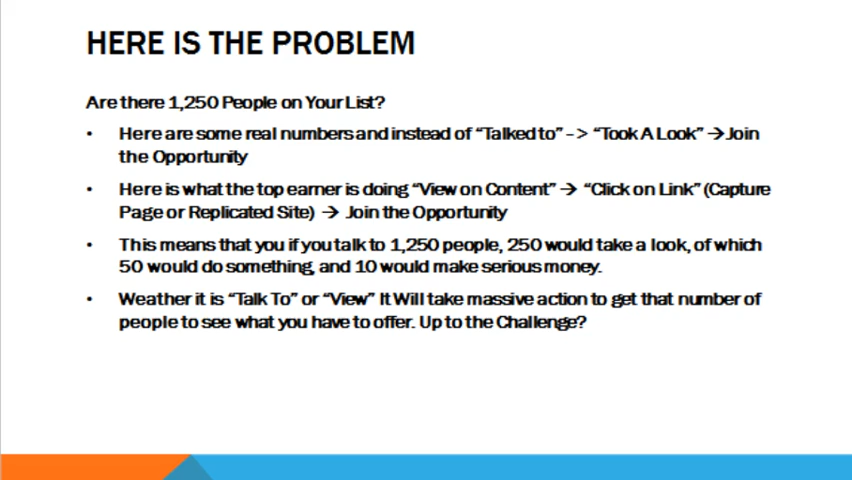 HERE IS THE PROBLEM
Are there 1,250 People on Your List?
• Here are some real numbers and instead of “Talked to” -> “Took A Look” →Join
the Opportunity
• Here is what the top earner is doing “View on Content” → “Click on Link” (Capture
Page or Replicated Site) → Join the Opportunity
• This means that you if you talk to 1,250 people, 250 would take a look, of which
50 would do something, and 10 would make serious money.
• Weather it is “Talk To” or “View” It Will take massive action to get that number of
people to see what you have to offer. Up to the Challenge?